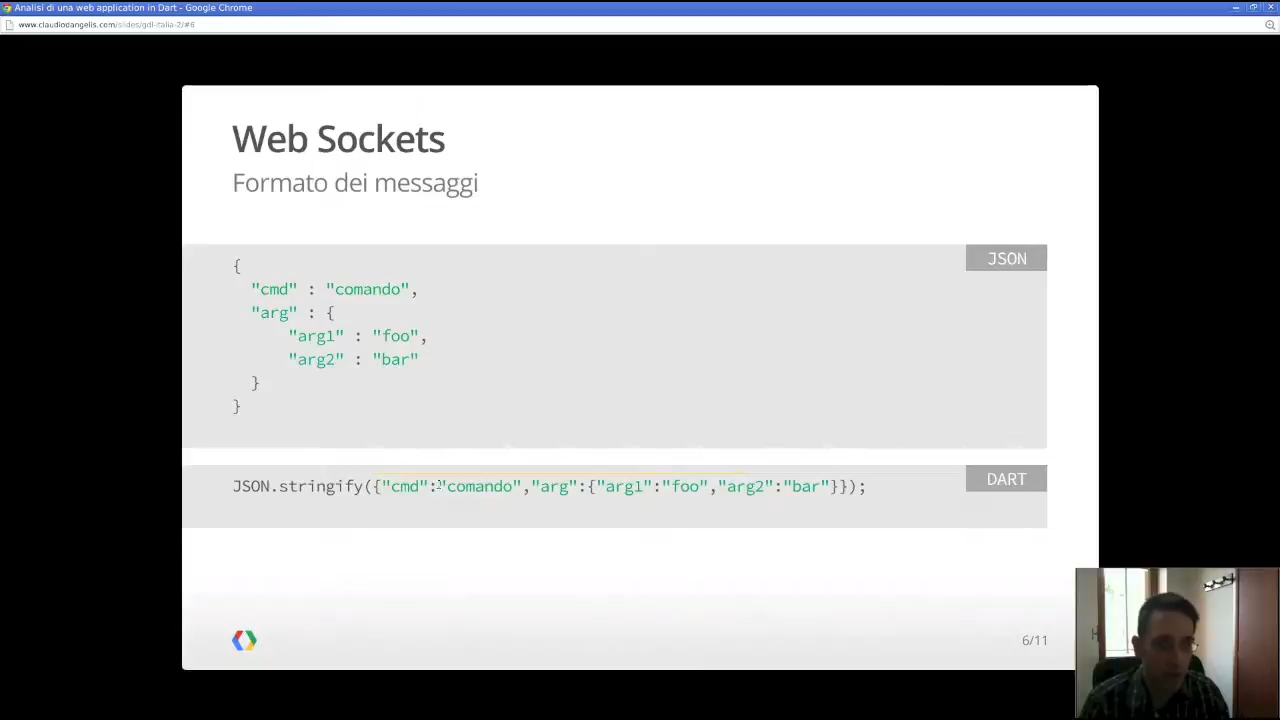 Analisi di una web application in Dart - Google Chrome
www.claudiodangelis.com/slides/gdl-italia-2/#6
Web Sockets
Formato dei messaggi
JSON
{
"cmd" : "comando",
"arg" : {
"arg1" : "foo",
"arg2" : "bar"
}
}
DART
JSON.stringify({"cmd":"comando","arg":{"arg1":"foo","arg2":"bar"}});
6/11